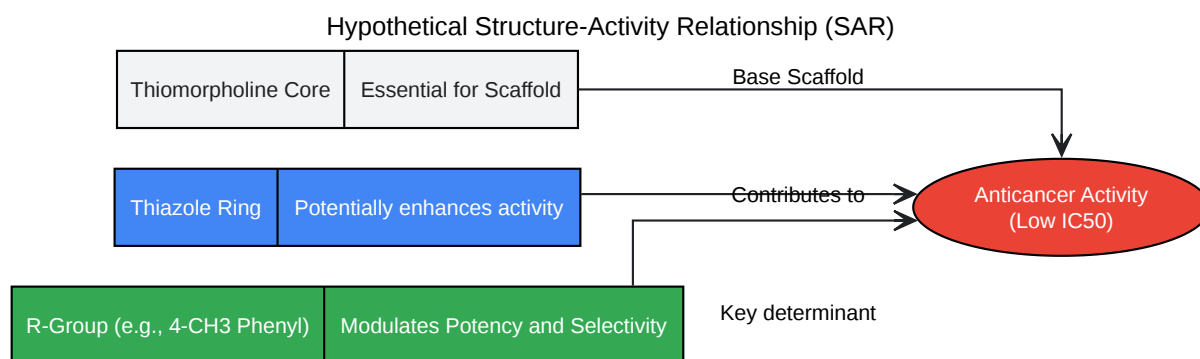 Hypothetical Structure-Activity Relationship (SAR)
Thiomorpholine Core
Essential for Scaffold
Base Scaffold
Thiazole Ring
Potentially enhances activity
Contributes to
Anticancer Activity
(Low IC50)
R-Group (e.g., 4-CH3 Phenyl)
Modulates Potency and Selectivity
Key determinant